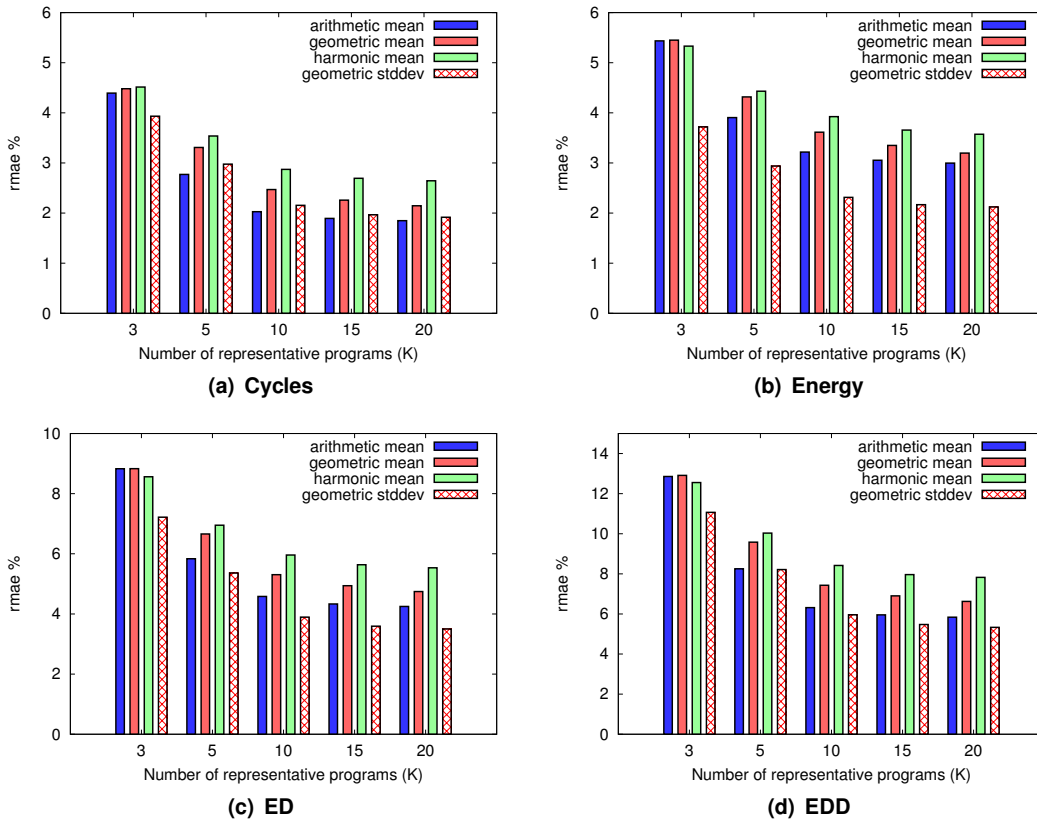 6
5
4
3
2
1
0
rmae %
arithmetic mean
geometric mean
harmonic mean
geometric stddev
3 5 10 15 20
Number of representative programs (K)
(a) Cycles
6
5
4
3
2
1
0
rmae %
arithmetic mean
geometric mean
harmonic mean
geometric stddev
3 5 10 15 20
Number of representative programs (K)
(b) Energy
10
8
6
4
2
0
rmae %
arithmetic mean
geometric mean
harmonic mean
geometric stddev
3 5 10 15 20
Number of representative programs (K)
(c) ED
14
12
10
8
6
4
2
0
rmae %
arithmetic mean
geometric mean
harmonic mean
geometric stddev
3 5 10 15 20
Number of representative programs (K)
(d) EDD